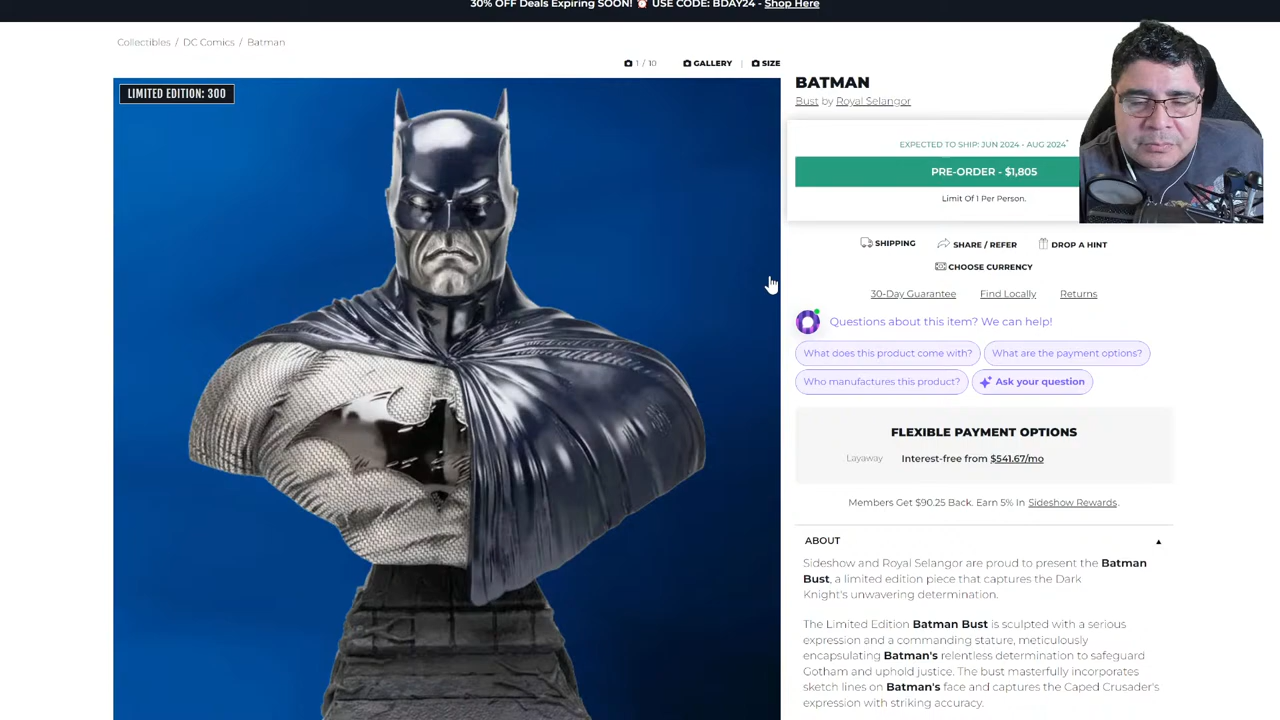 30% OFF Deals Expiring SOON! ⏰ USE CODE: BDAY24 - Shop Here
Collectibles / DC Comics / Batman
1 / 10 GALLERY | SIZE
LIMITED EDITION: 300
BATMAN
Bust by Royal Selangor
EXPECTED TO SHIP: JUN 2024 - AUG 2024*
PRE-ORDER - $1,805
Limit Of 1 Per Person.
SHIPPING SHARE / REFER DROP A HINT
CHOOSE CURRENCY
30-Day Guarantee Find Locally Returns
Questions about this item? We can help!
What does this product come with? What are the payment options?
Who manufactures this product? Ask your question
FLEXIBLE PAYMENT OPTIONS
Layaway Interest-free from $541.67/mo
Members Get $90.25 Back. Earn 5% In Sideshow Rewards.
ABOUT
Sideshow and Royal Selangor are proud to present the Batman
Bust, a limited edition piece that captures the Dark
Knight's unwavering determination.
The Limited Edition Batman Bust is sculpted with a serious
expression and a commanding stature, meticulously
encapsulating Batman's relentless determination to safeguard
Gotham and uphold justice. The bust masterfully incorporates
sketch lines on Batman's face and captures the Caped Crusader's
expression with striking accuracy.